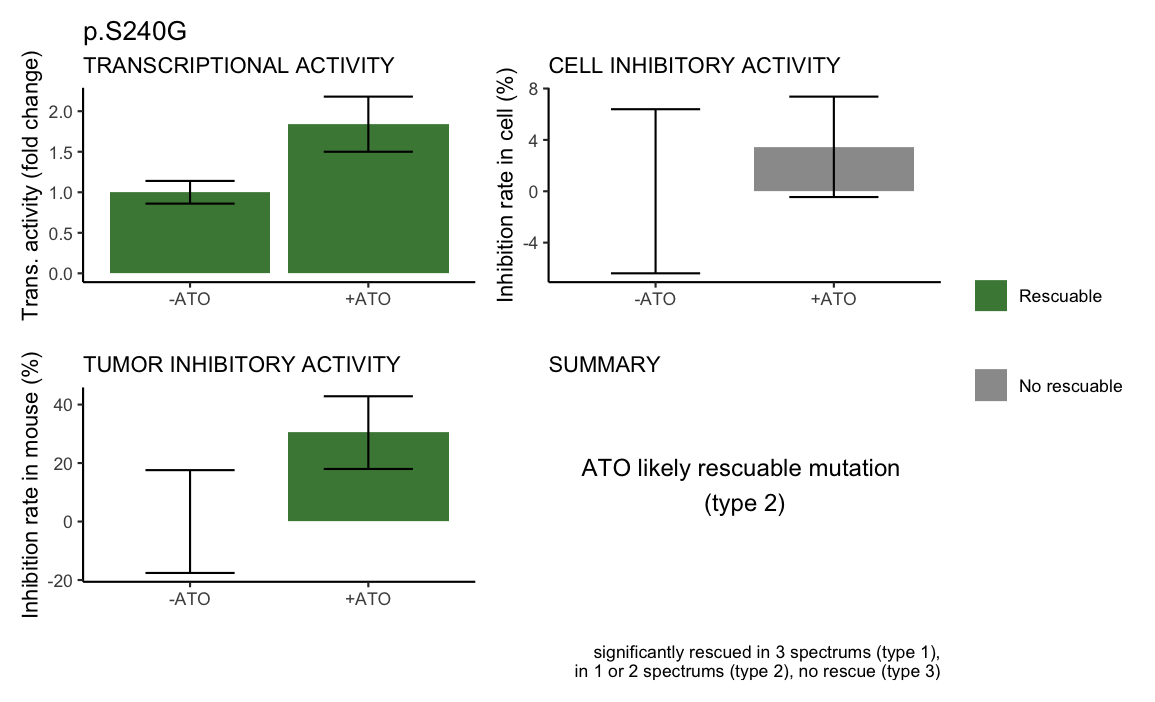 p.S240G
TRANSCRIPTIONAL ACTIVITY
Trans. activity (fold change)
2.0
1.5
1.0
0.5
0.0
-ATO
+ATO
CELL INHIBITORY ACTIVITY
Inhibition rate in cell (%)
8
4
0
-4
-ATO
+ATO
Rescuable
No rescuable
TUMOR INHIBITORY ACTIVITY
Inhibition rate in mouse (%)
40
20
0
-20
-ATO
+ATO
SUMMARY
ATO likely rescuable mutation
(type 2)
significantly rescued in 3 spectrums (type 1),
in 1 or 2 spectrums (type 2), no rescue (type 3)